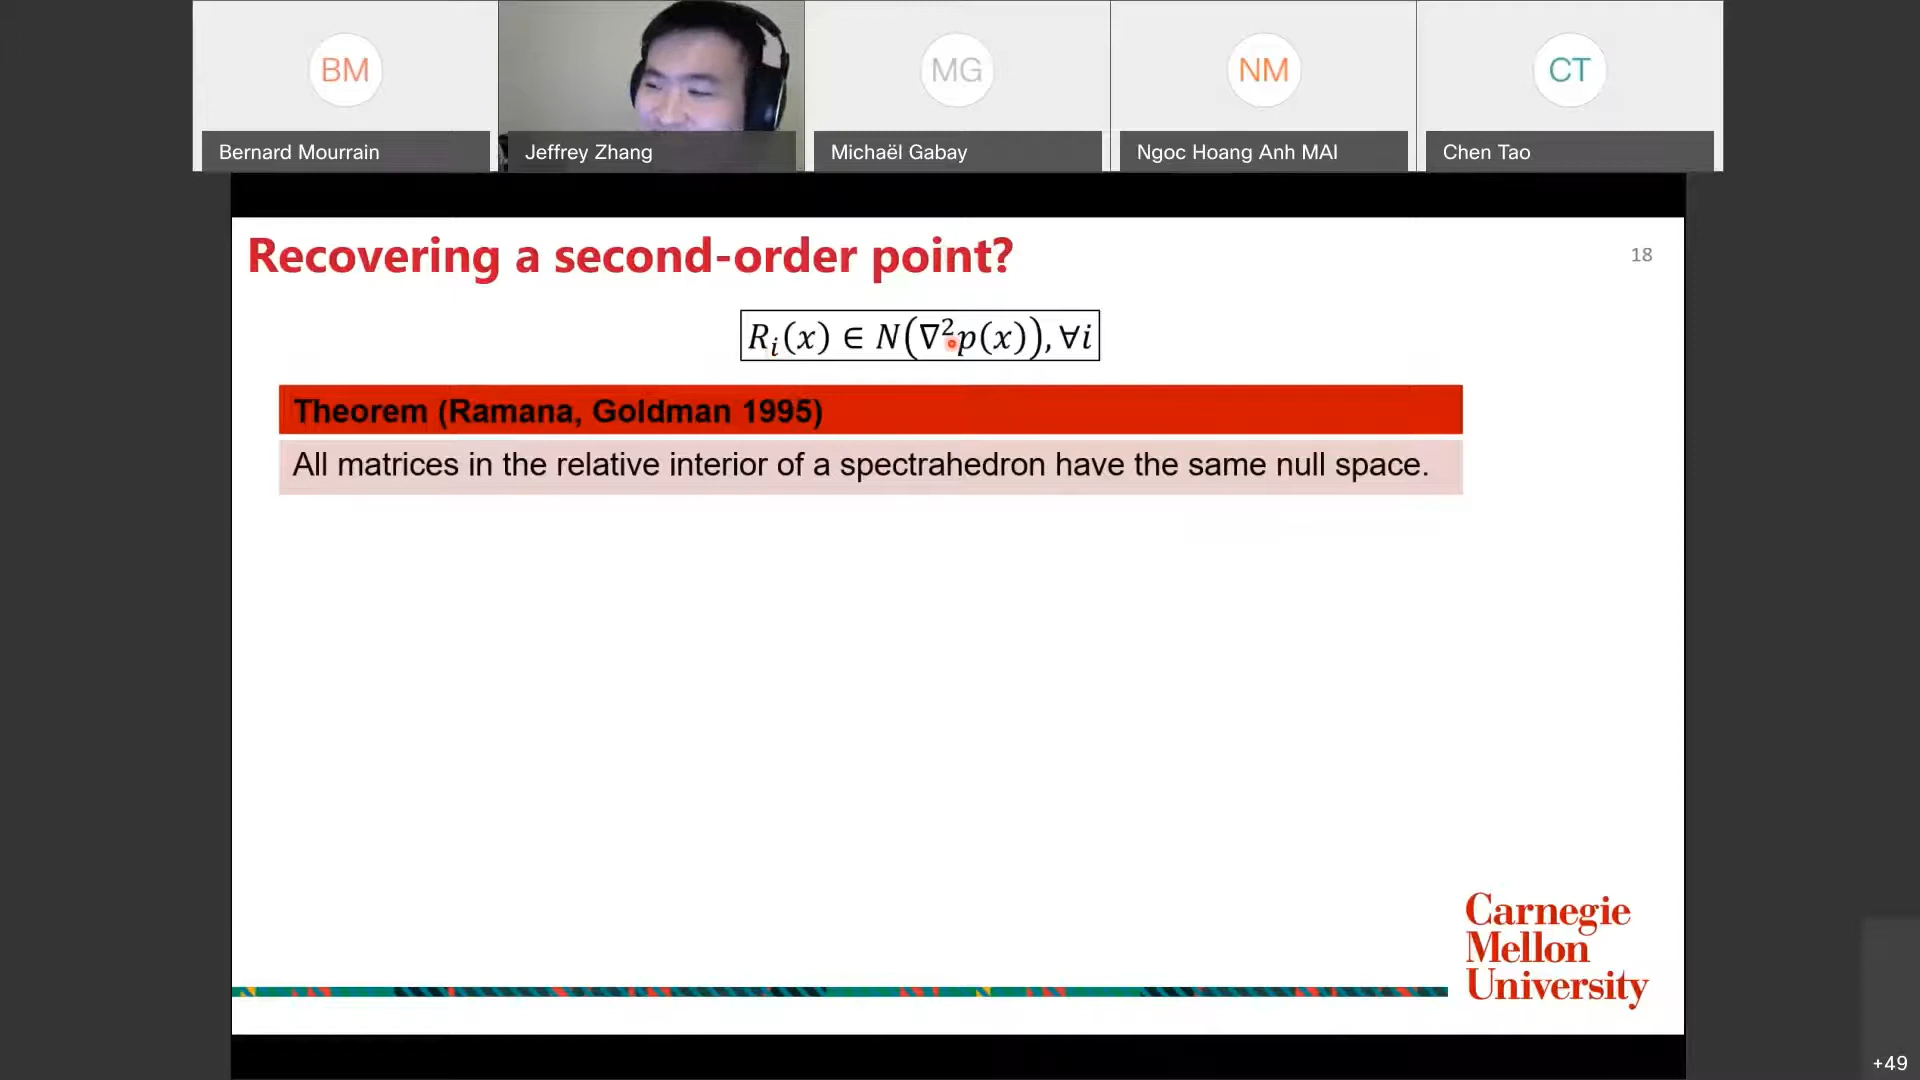 BM
MG
NM
CT
Bernard Mourrain
Jeffrey Zhang
Michaël Gabay
Ngoc Hoang Anh MAI
Chen Tao
Recovering a second-order point?
18
R_i(x) ∈ N(∇²p(x)), ∀i
Theorem (Ramana, Goldman 1995)
All matrices in the relative interior of a spectrahedron have the same null space.
Carnegie
Mellon
University
+49